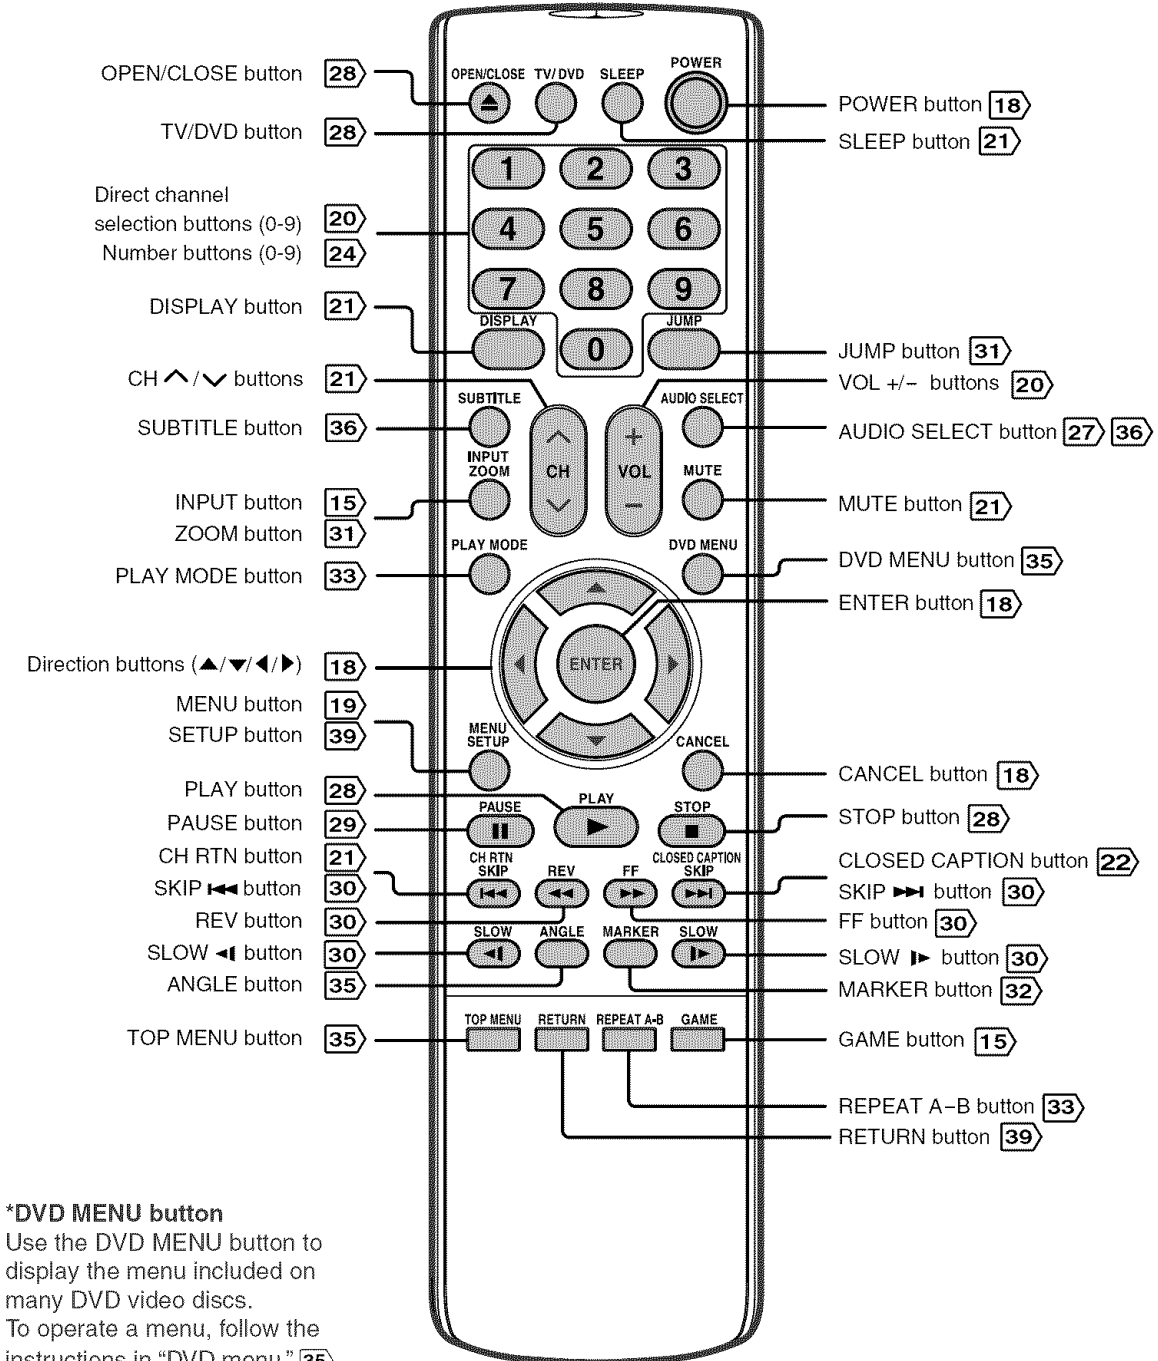 OPEN/CLOSE button 28
TV/DVD button 28
Direct channel
selection buttons (0-9) 20
Number buttons (0-9) 24
DISPLAY button 21
CH / buttons 21
SUBTITLE button 36
INPUT button 15
ZOOM button 31
PLAY MODE button 33
Direction buttons (▲/▼/◀/▶) 18
MENU button 19
SETUP button 39
PLAY button 28
PAUSE button 29
CH RTN button 21
SKIP ⏮ button 30
REV button 30
SLOW ◀| button 30
ANGLE button 35
TOP MENU button 35
OPEN/CLOSE TV/DVD SLEEP POWER
1 2 3
4 5 6
7 8 9
DISPLAY 0 JUMP
SUBTITLE AUDIO SELECT
INPUT
ZOOM CH + VOL − MUTE
PLAY MODE DVD MENU
ENTER
MENU
SETUP CANCEL
PAUSE PLAY STOP
CH RTN CLOSED CAPTION
SKIP REV FF SKIP
SLOW ANGLE MARKER SLOW
TOP MENU RETURN REPEAT A-B GAME
POWER button 18
SLEEP button 21
JUMP button 31
VOL +/− buttons 20
AUDIO SELECT button 27 36
MUTE button 21
DVD MENU button 35
ENTER button 18
CANCEL button 18
STOP button 28
CLOSED CAPTION button 22
SKIP ⏭ button 30
FF button 30
SLOW |▶ button 30
MARKER button 32
GAME button 15
REPEAT A–B button 33
RETURN button 39
*DVD MENU button
Use the DVD MENU button to
display the menu included on
many DVD video discs.
To operate a menu, follow the
instructions in “DVD menu.” 35